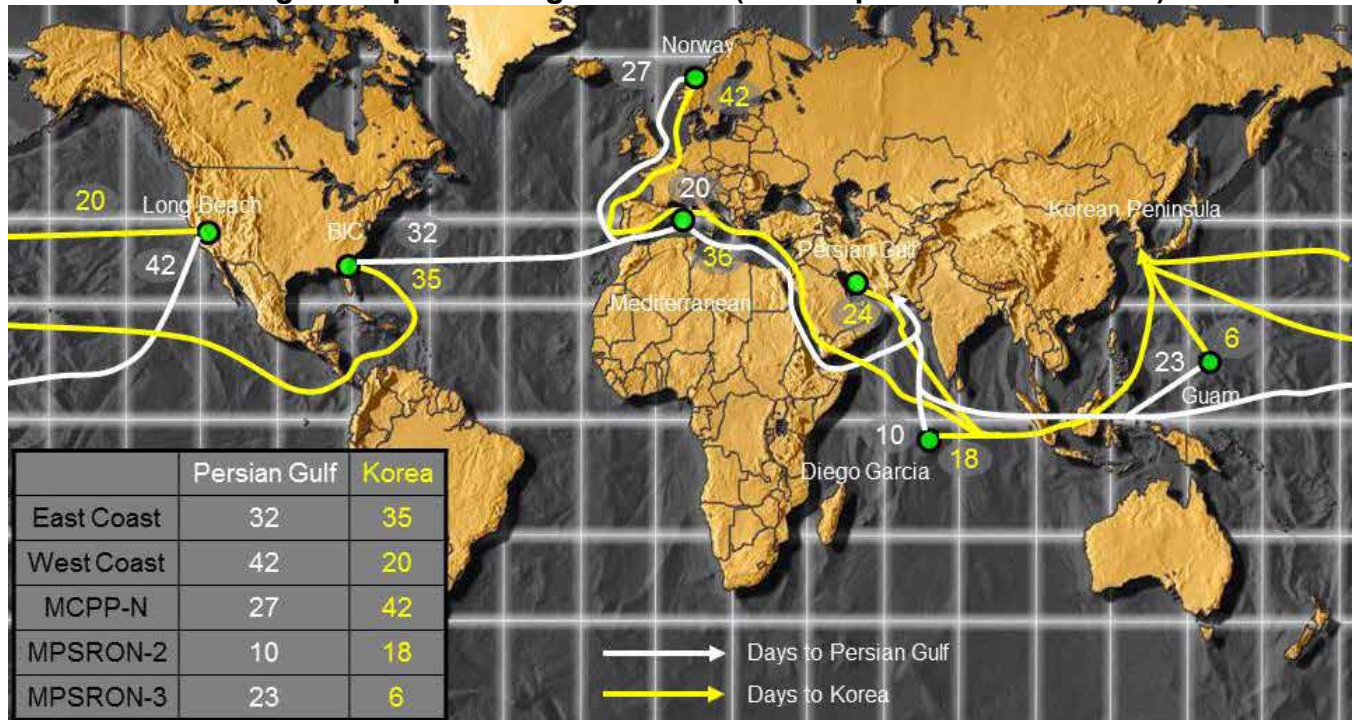 Norway
27
42
20
Long Beach
20
BIC
32
42
35
36
Korean Peninsula
Persian Gulf
Mediterranean
24
6
23
Guam
10
18
Diego Garcia
Persian Gulf Korea
East Coast 32 35
West Coast 42 20
MCPP-N 27 42
MPSRON-2 10 18
MPSRON-3 23 6
Days to Persian Gulf
Days to Korea